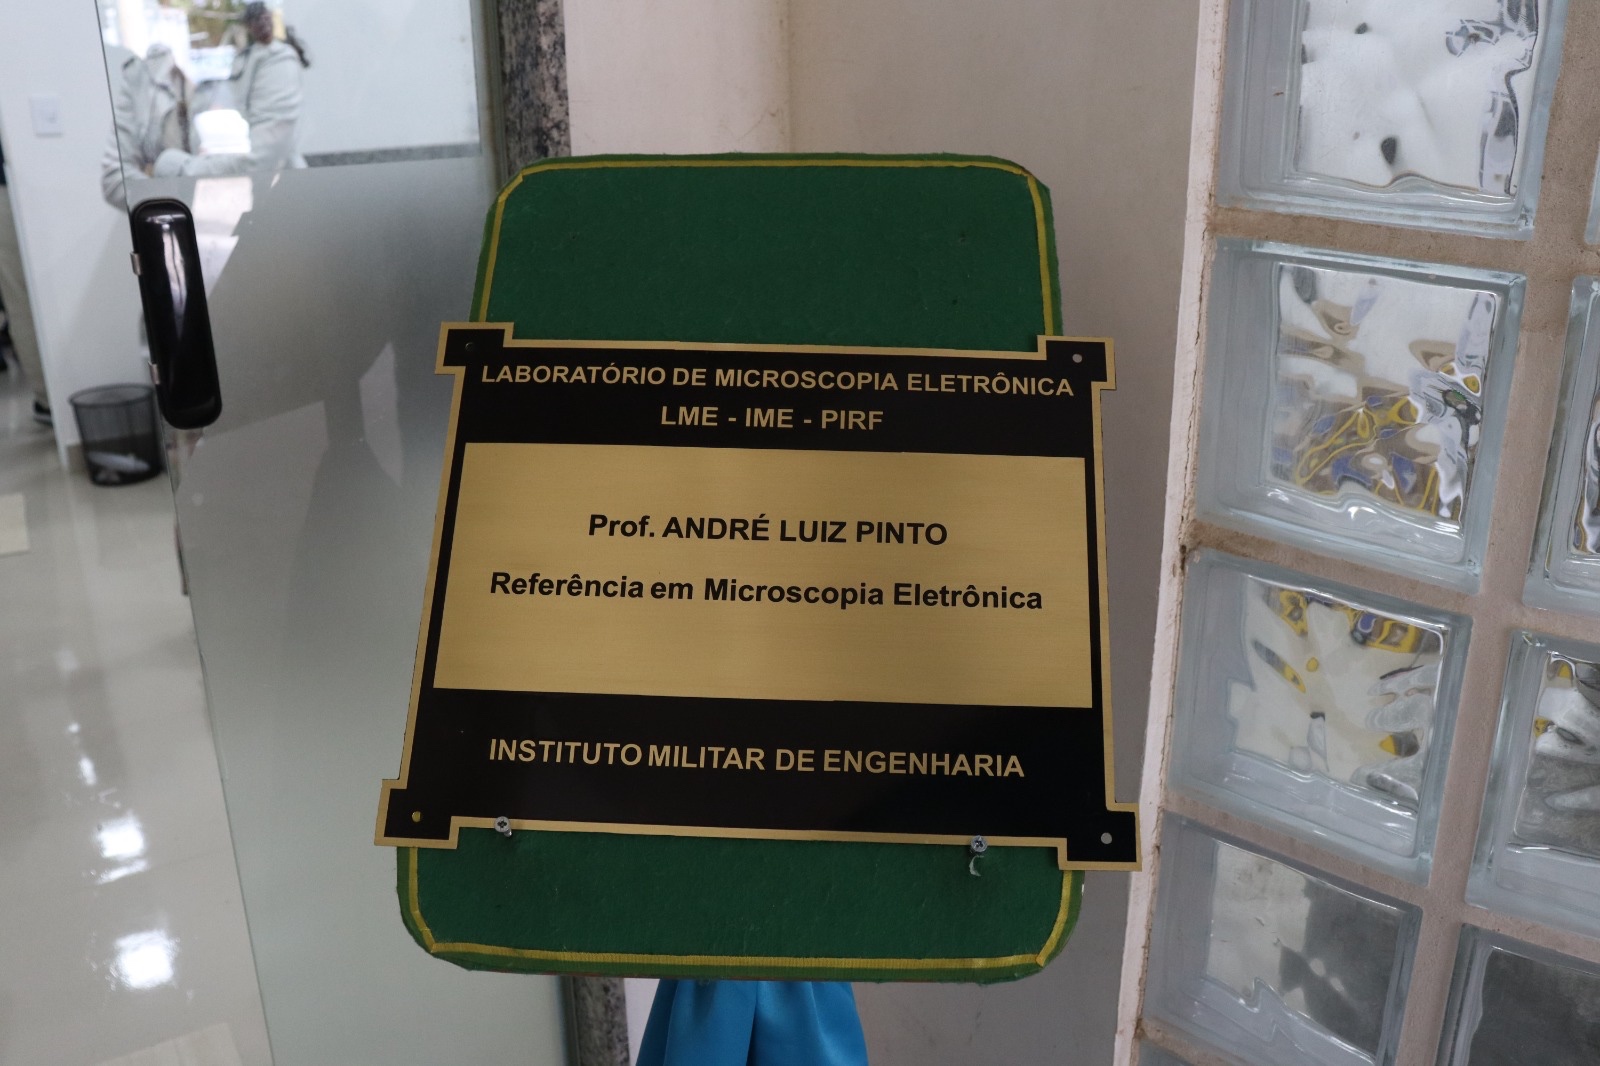 LABORATÓRIO DE MICROSCOPIA ELETRÔNICA
LME - IME - PIRF
Prof. ANDRÉ LUIZ PINTO
Referência em Microscopia Eletrônica
INSTITUTO MILITAR DE ENGENHARIA